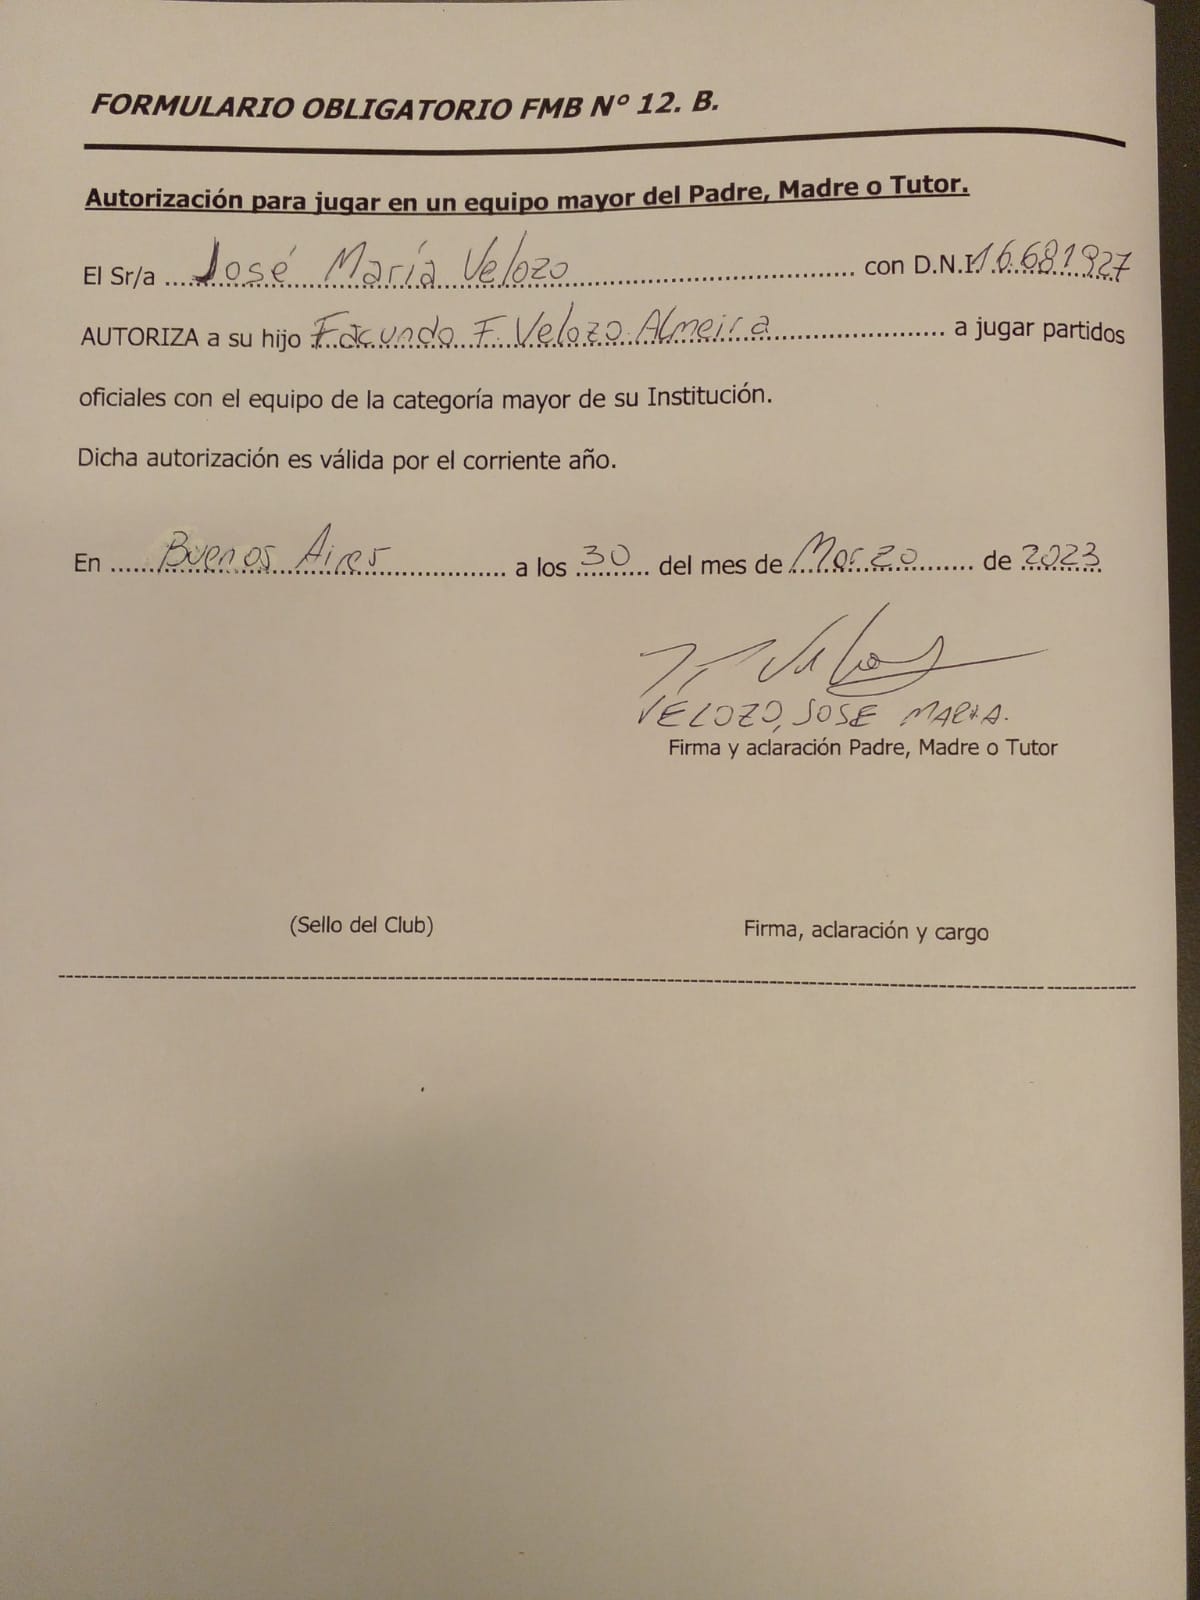 FORMULARIO OBLIGATORIO FMB N° 12. B.
Autorización para jugar en un equipo mayor del Padre, Madre o Tutor.
El Sr/a ...... José María Velozo ...... con D.N.I 16.681927
AUTORIZA a su hijo Facundo F. Velozo Almeira ...... a jugar partidos
oficiales con el equipo de la categoría mayor de su Institución.
Dicha autorización es válida por el corriente año.
En ...... Buenos Aires ...... a los 30 ... del mes de Marzo ...... de 2023
VELOZO, JOSE MARIA.
Firma y aclaración Padre, Madre o Tutor
(Sello del Club) Firma, aclaración y cargo